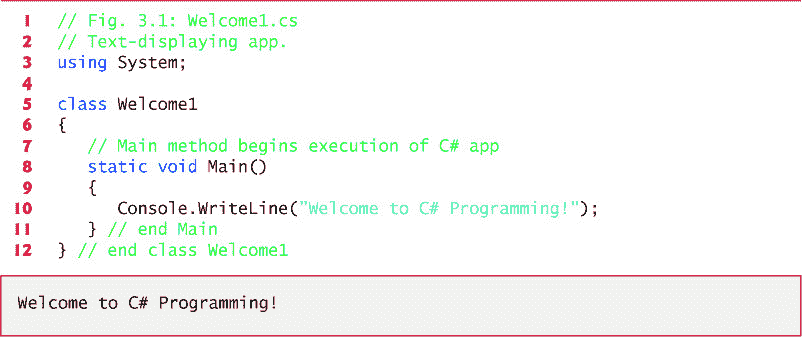 1 // Fig. 3.1: Welcome1.cs
2 // Text-displaying app.
3 using System;
4
5 class Welcome1
6 {
7 // Main method begins execution of C# app
8 static void Main()
9 {
10 Console.WriteLine("Welcome to C# Programming!");
11 } // end Main
12 } // end class Welcome1
Welcome to C# Programming!